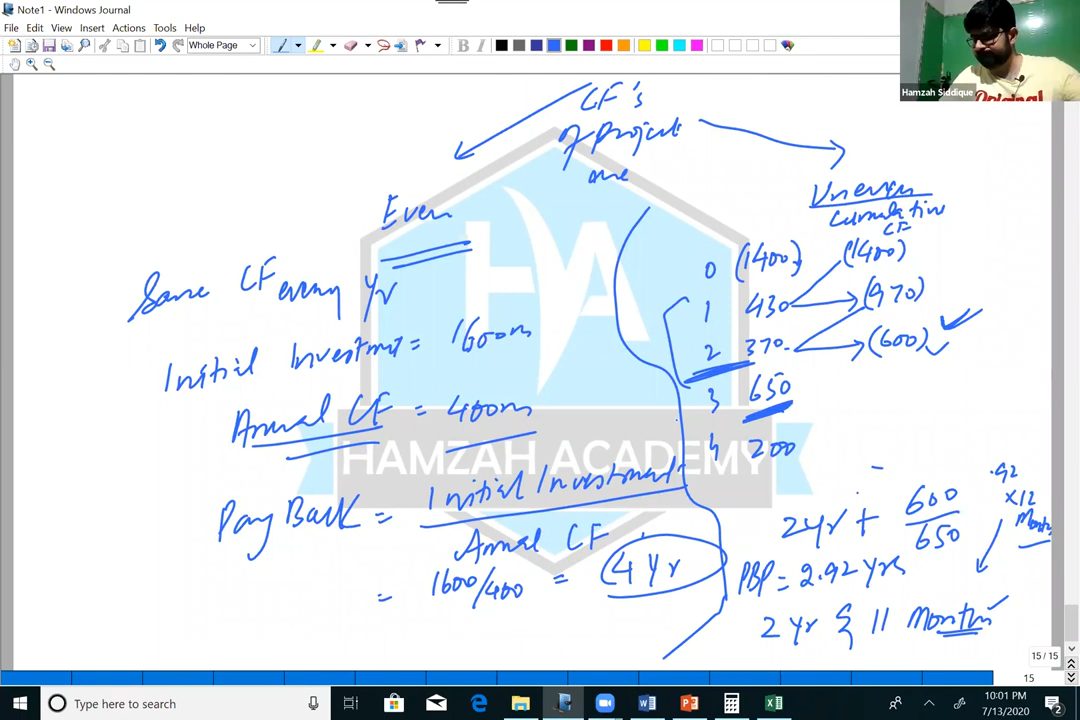 Note1 - Windows Journal
File Edit View Insert Actions Tools Help
Whole Page
Hamzah Siddique
Original
CF's
of project
are
Even
Uneven
Cumulative
CF
Same CF every Yr
0 (1400) (1400)
1 430 (970)
2 370 (600)
3 650
4 200
Initial Investment = 1600m
Annual CF = 400m
HAMZAH ACADEMY
Pay Back = Initial Investment
Annual CF
= 1600/400 = 4 Yr
2yr + 600
650
.92
x12
Months
PBP = 2.92 yrs
2 yr & 11 Months
15/15
15
Type here to search
10:01 PM
7/13/2020
2